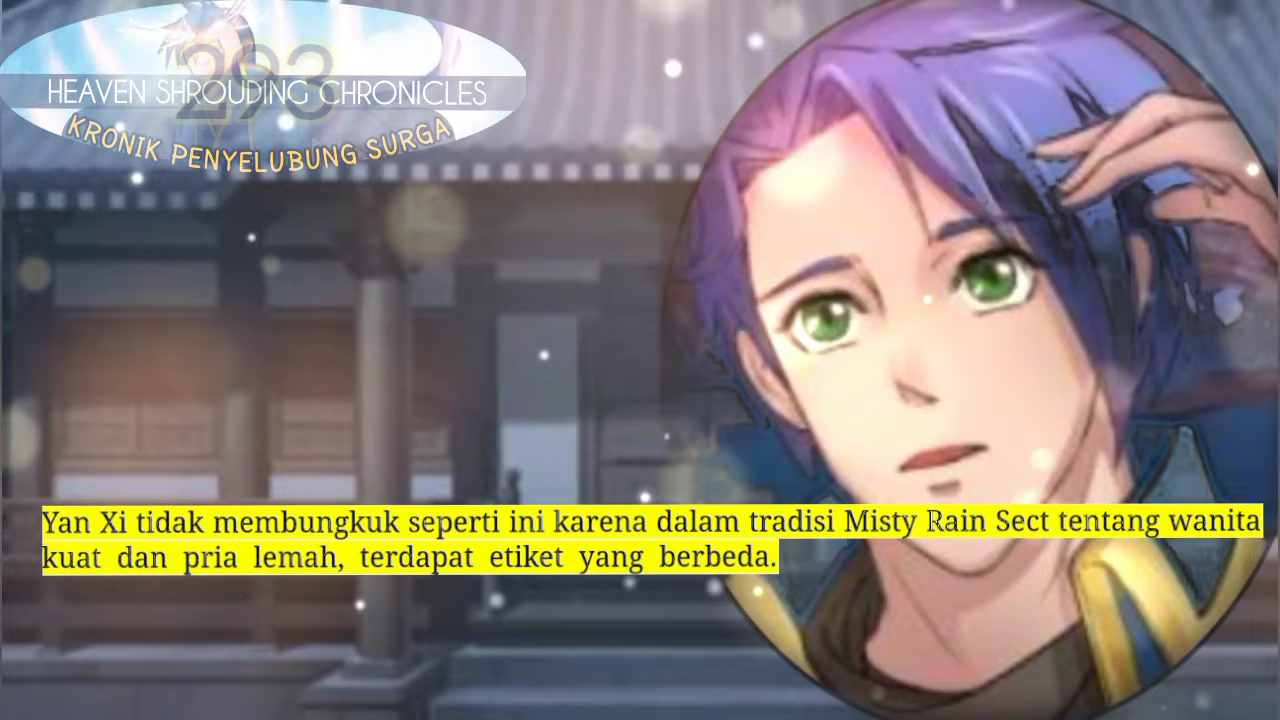 293
HEAVEN SHROUDING CHRONICLES
KRONIK PENYELUBUNG SURGA
Yan Xi tidak membungkuk seperti ini karena dalam tradisi Misty Rain Sect tentang wanita
kuat dan pria lemah, terdapat etiket yang berbeda.